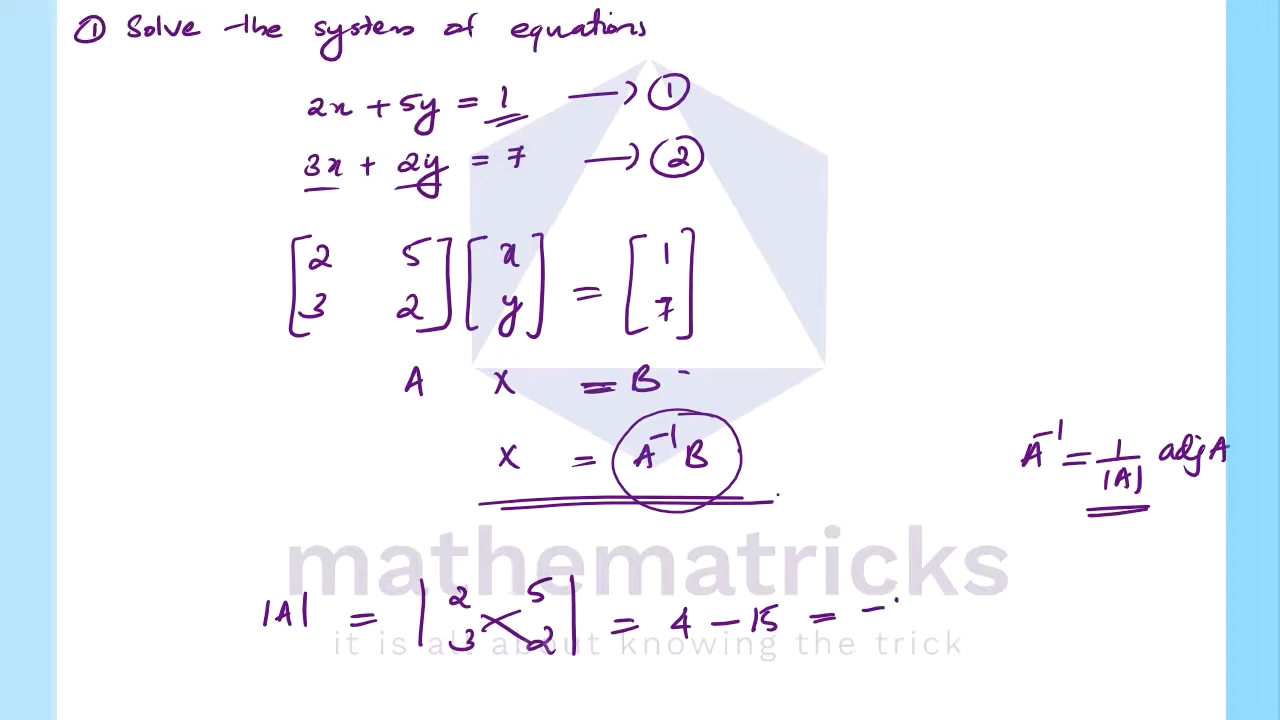 ① Solve the system of equations
2x + 5y = 1 → ①
3x + 2y = 7 → ②
[2 5] [x] = [1]
[3 2] [y] [7]
A X = B
X = A⁻¹ B
A⁻¹ = 1/|A| adj A
mathematricks
|A| = |2 5| = 4 - 15 = -
|3 2|
it is all about knowing the trick